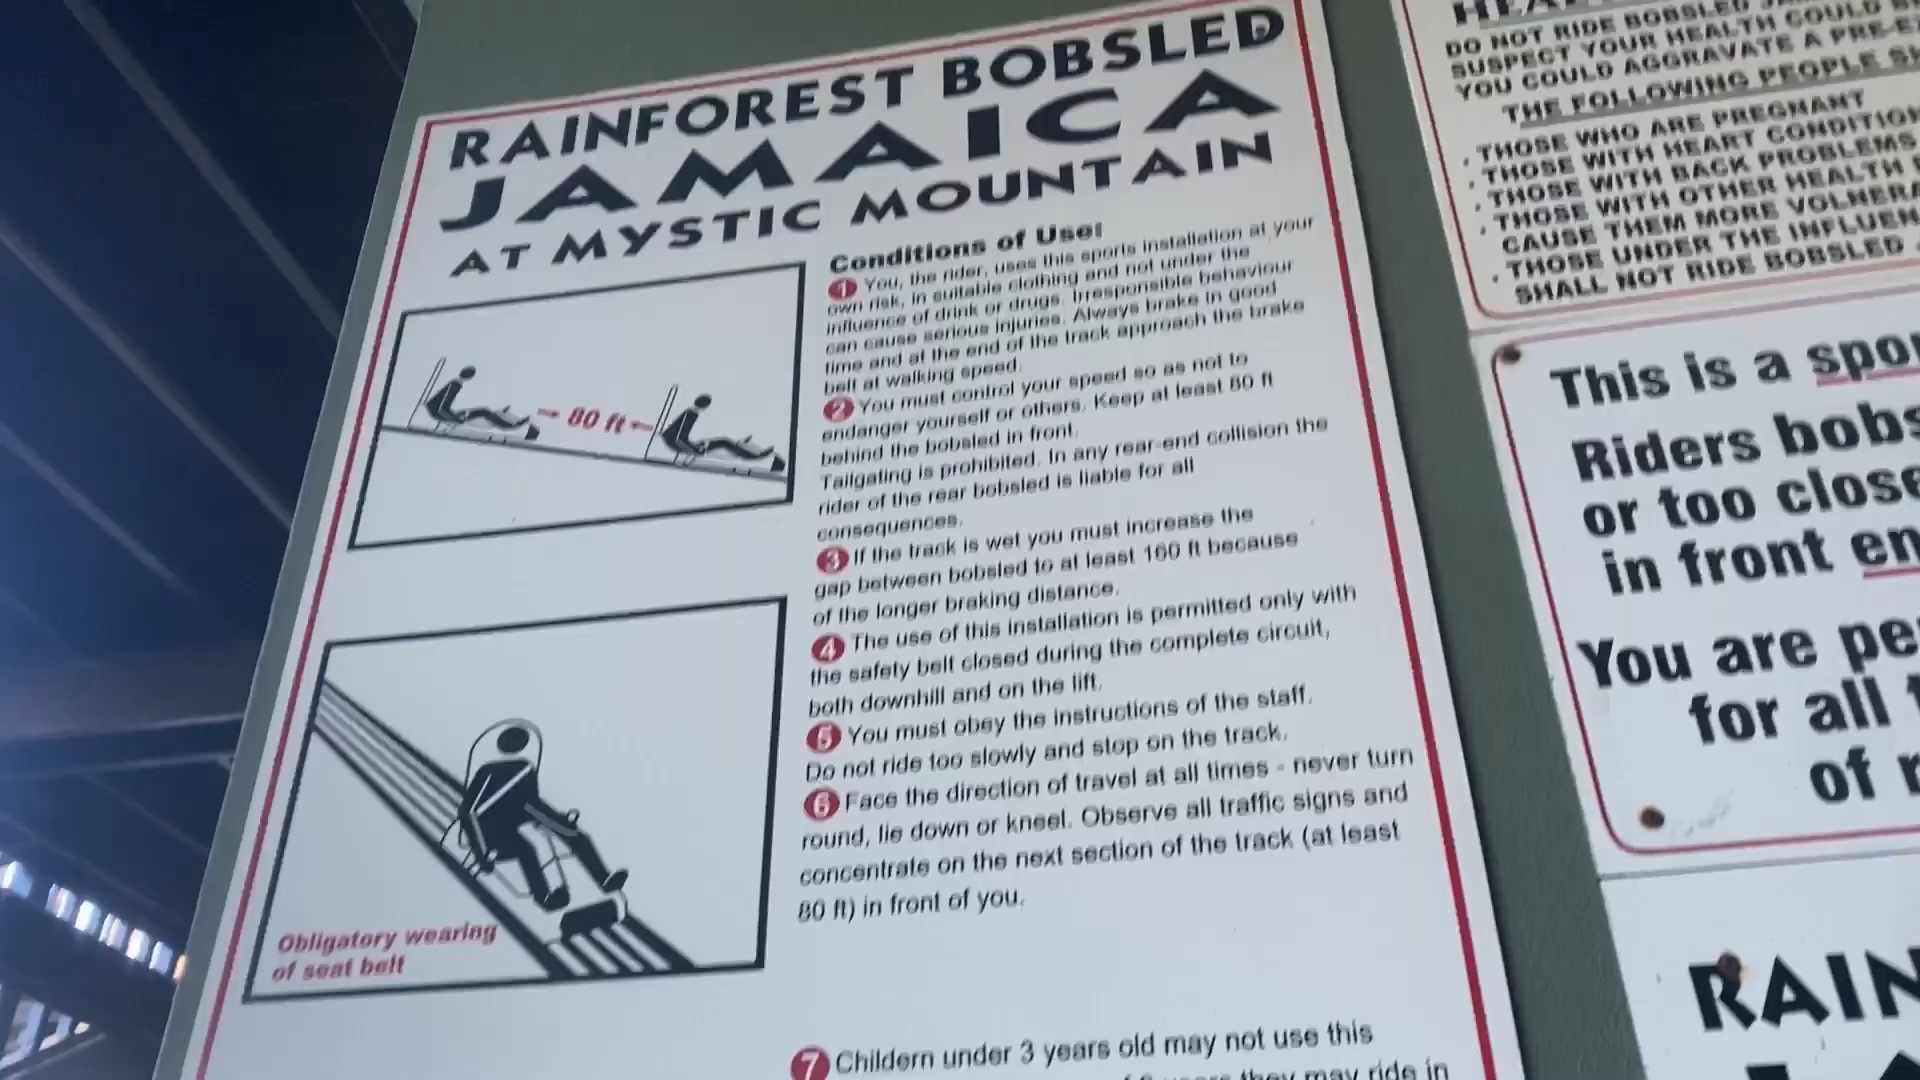 RAINFOREST BOBSLED
JAMAICA
AT MYSTIC MOUNTAIN
80 ft
Obligatory wearing
of seat belt
Conditions of Use:
1 You, the rider, uses this sports installation at your
own risk, in suitable clothing and not under the
influence of drink or drugs. Irresponsible behaviour
can cause serious injuries. Always brake in good
time and at the end of the track approach the brake
belt at walking speed.
2 You must control your speed so as not to
endanger yourself or others. Keep at least 80 ft
behind the bobsled in front.
Tailgating is prohibited. In any rear-end collision the
rider of the rear bobsled is liable for all
consequences.
3 If the track is wet you must increase the
gap between bobsled to at least 160 ft because
of the longer braking distance.
4 The use of this installation is permitted only with
the safety belt closed during the complete circuit,
both downhill and on the lift.
5 You must obey the instructions of the staff.
Do not ride too slowly and stop on the track.
6 Face the direction of travel at all times - never turn
round, lie down or kneel. Observe all traffic signs and
concentrate on the next section of the track (at least
80 ft) in front of you.
7 Childern under 3 years old may not use this
they may ride in
DO NOT RIDE BOBSLED
SUSPECT YOUR HEALTH COULD
YOU COULD AGGRAVATE A PRE-
THE FOLLOWING PEOPLE
· THOSE WHO ARE PREGNANT
· THOSE WITH HEART CONDITION
· THOSE WITH BACK PROBLEMS
· THOSE WITH OTHER HEALTH
CAUSE THEM MORE
· THOSE UNDER THE
SHALL NOT RIDE BOBSLED
This is a
Riders
or too close
in front
You are
for all
of
RAIN